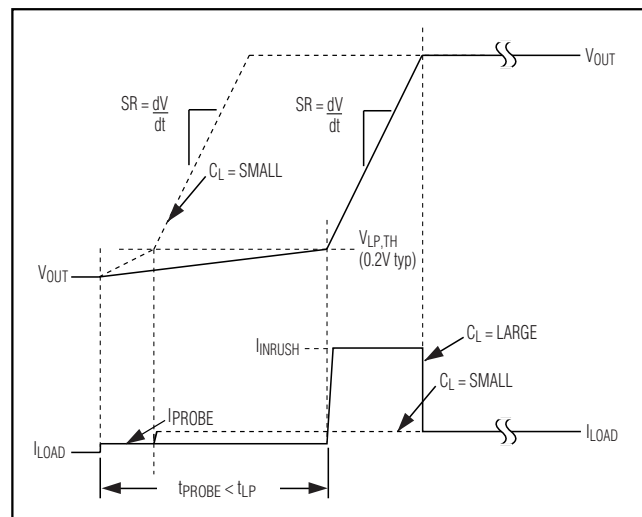 VOUT
SR = dV
dt
SR = dV
dt
CL = SMALL
VLP,TH
(0.2V typ)
VOUT
CL = LARGE
IINRUSH
CL = SMALL
IPROBE
ILOAD
ILOAD
tPROBE < tLP